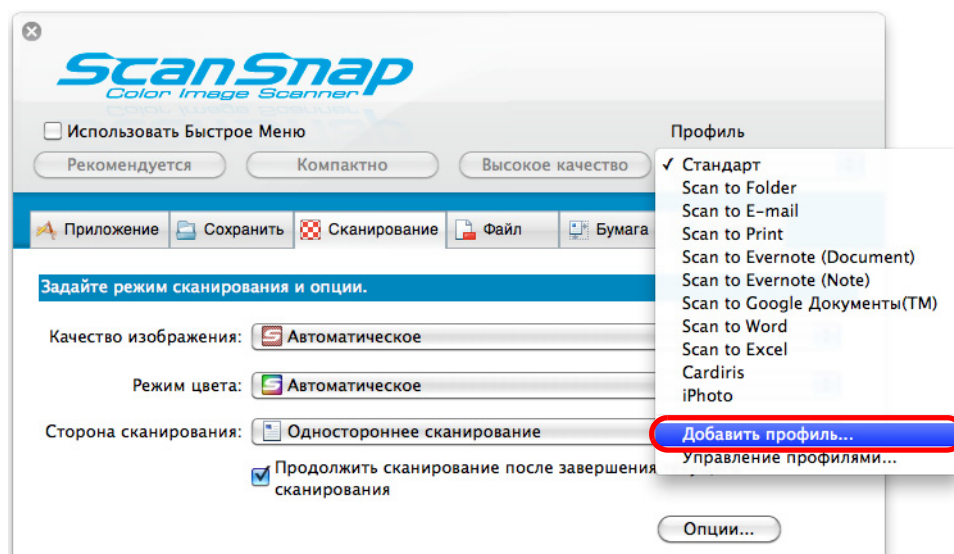 ScanSnap
Color Image Scanner
Использовать Быстрое Меню
Профиль
Рекомендуется
Компактно
Высокое качество
✓ Стандарт
Scan to Folder
Scan to E-mail
Scan to Print
Scan to Evernote (Document)
Scan to Evernote (Note)
Scan to Google Документы(TM)
Scan to Word
Scan to Excel
Cardiris
iPhoto
Добавить профиль...
Управление профилями...
Приложение
Сохранить
Сканирование
Файл
Бумага
Задайте режим сканирования и опции.
Качество изображения:
Автоматическое
Режим цвета:
Автоматическое
Сторона сканирования:
Одностороннее сканирование
Продолжить сканирование после завершения
сканирования
Опции...